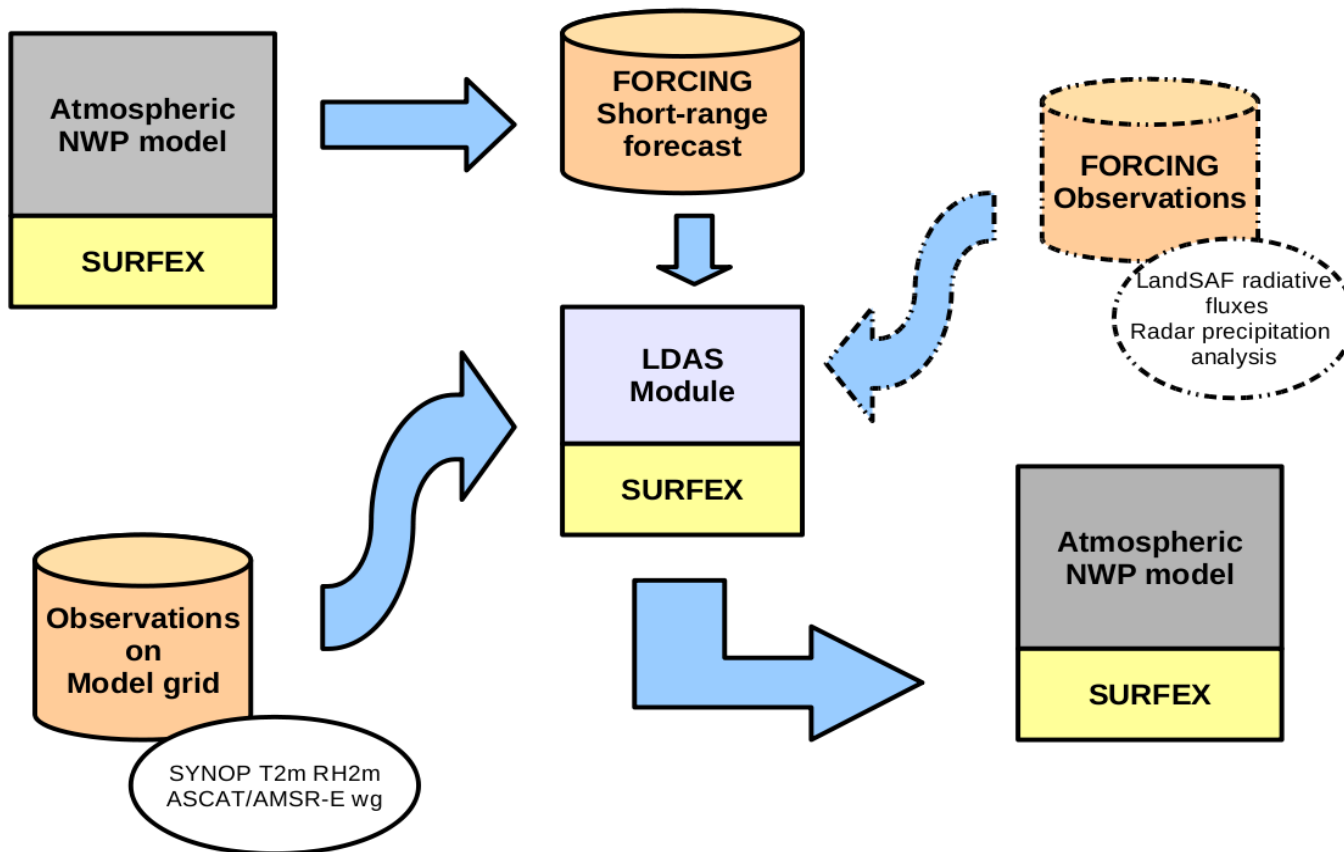 Atmospheric
NWP model
SURFEX
FORCING
Short-range
forecast
FORCING
Observations
LandSAF radiative
fluxes
Radar precipitation
analysis
LDAS
Module
SURFEX
Observations
on
Model grid
SYNOP T2m RH2m
ASCAT/AMSR-E wg
Atmospheric
NWP model
SURFEX